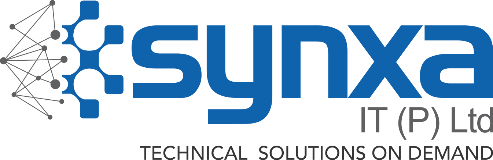 synxa
IT (P) Ltd
TECHNICAL SOLUTIONS ON DEMAND